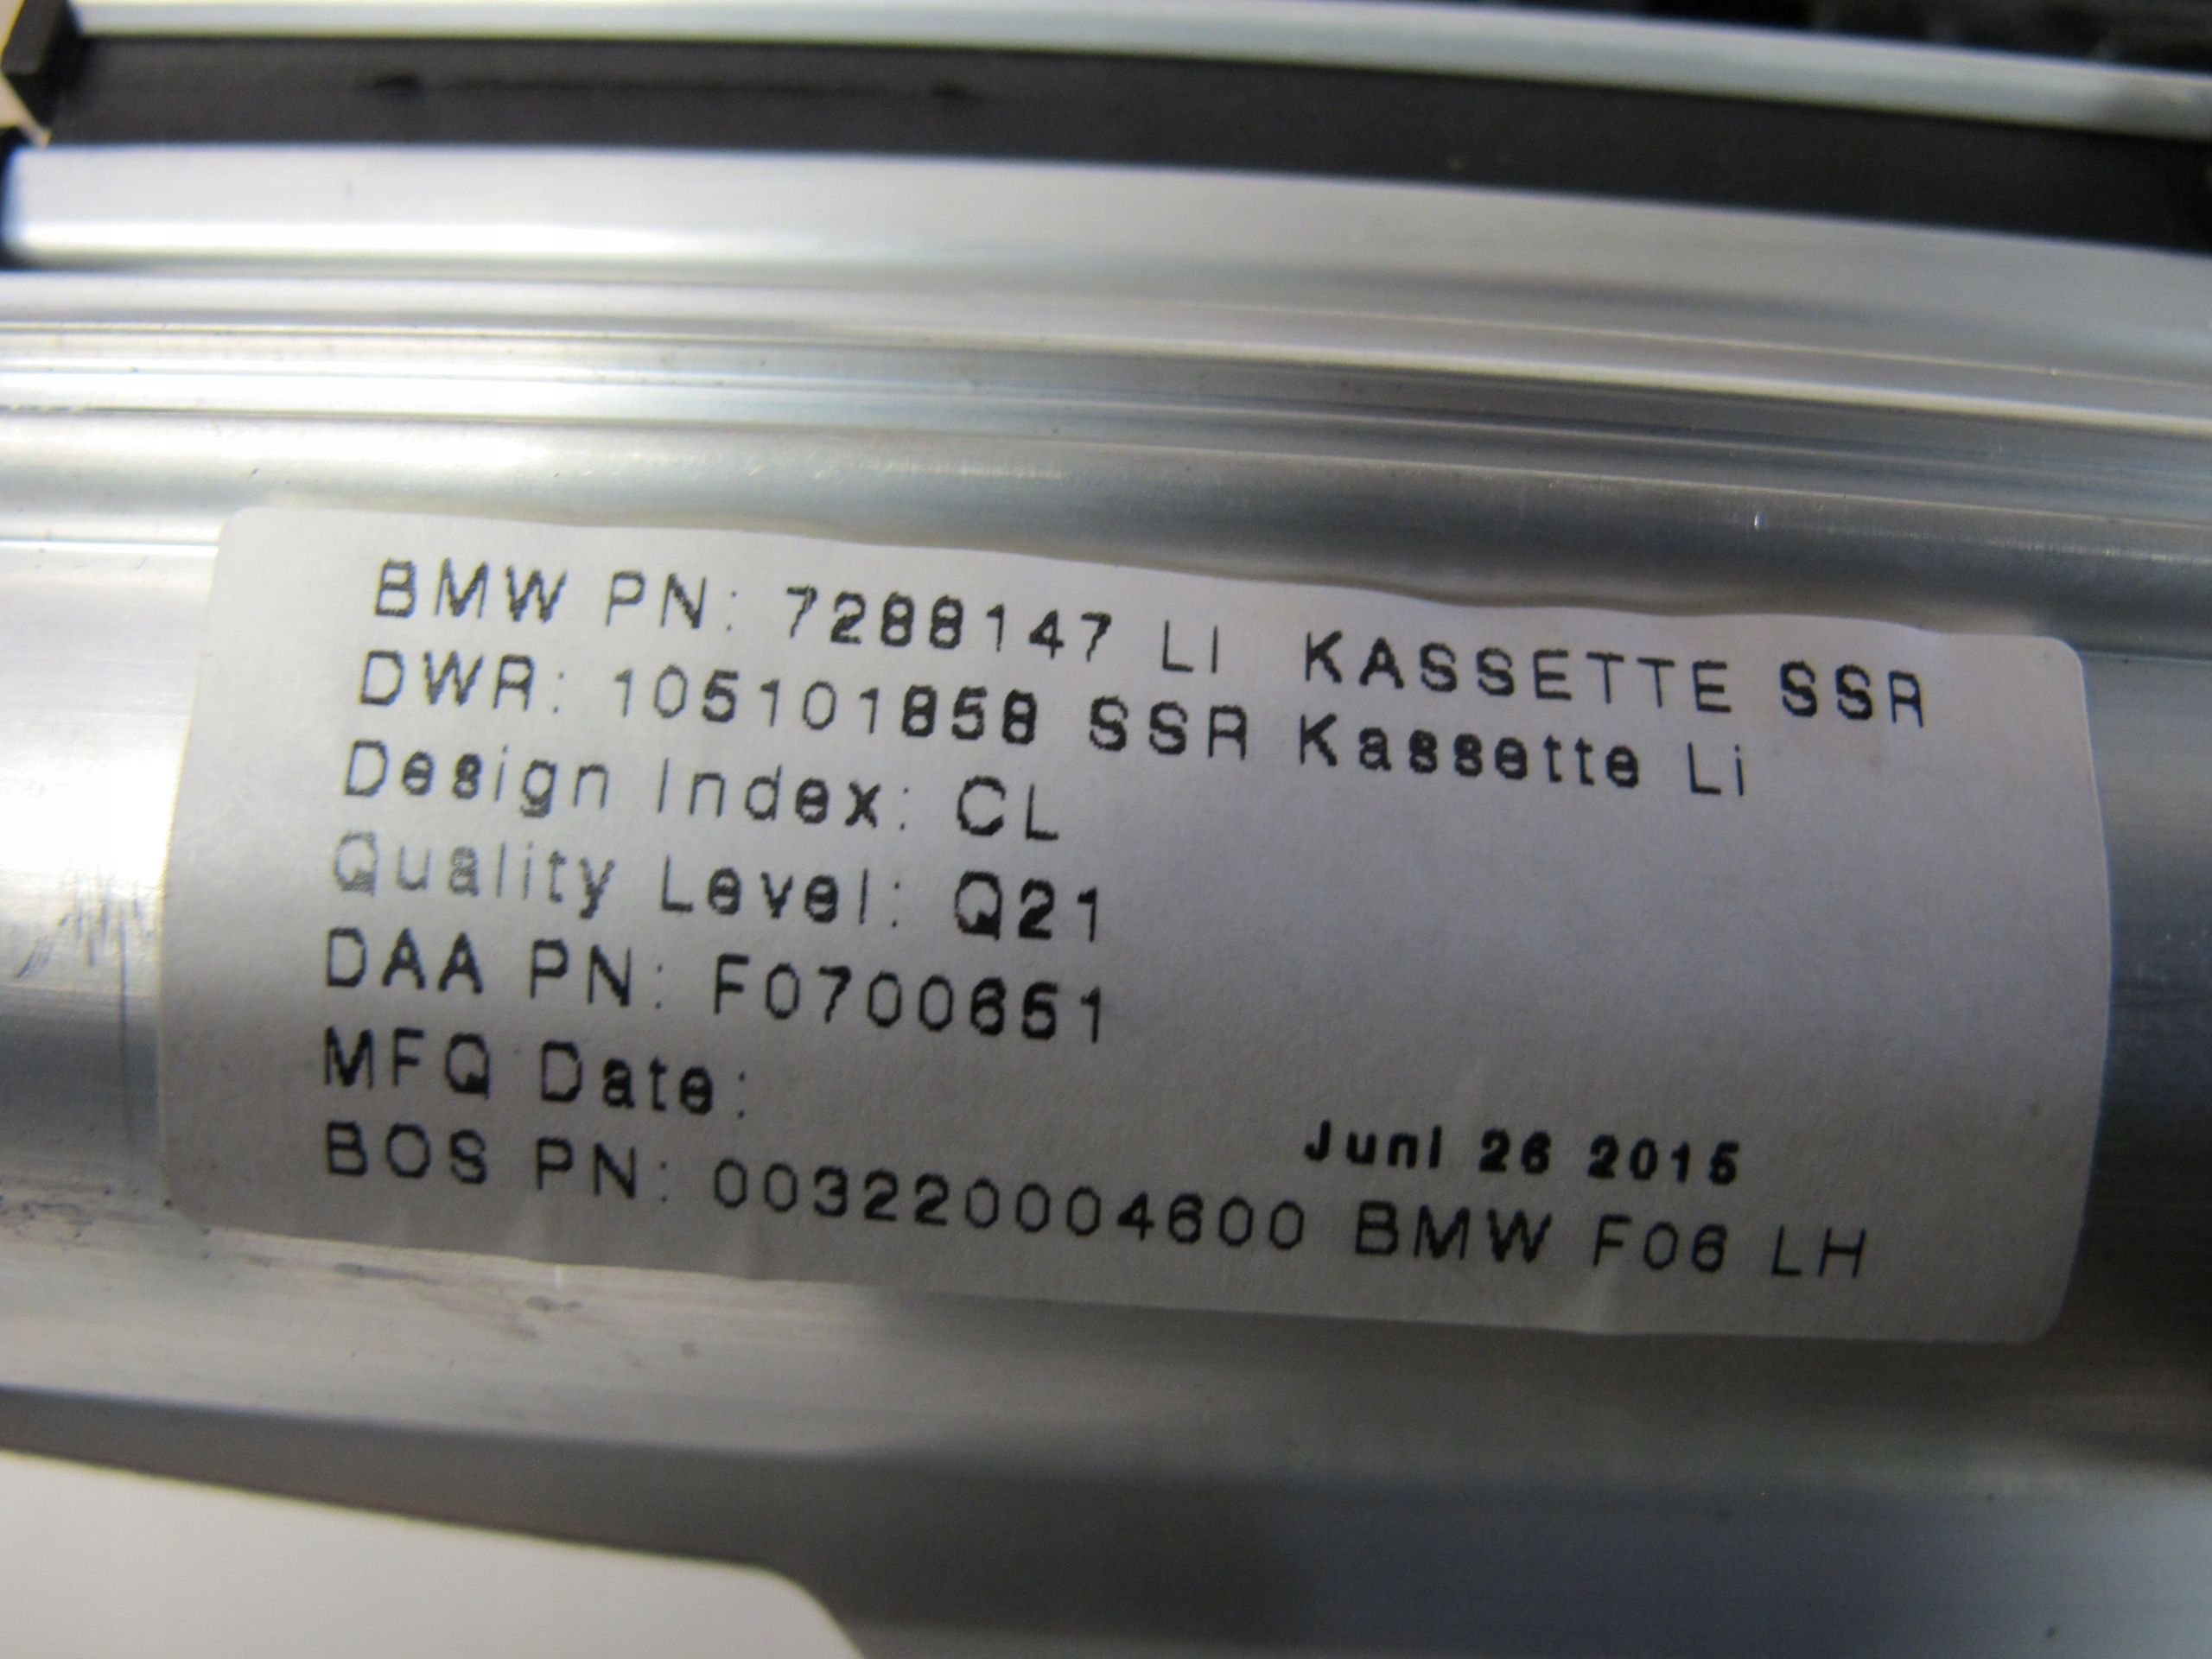 BMW PN: 7288147 LI KASSETTE SSR
DWR: 105101858 SSR Kassette Li
Design Index: CL
Quality Level: Q21
DAA PN: F0700651
MFQ Date:
Juni 26 2015
BOS PN: 003220004600 BMW F06 LH